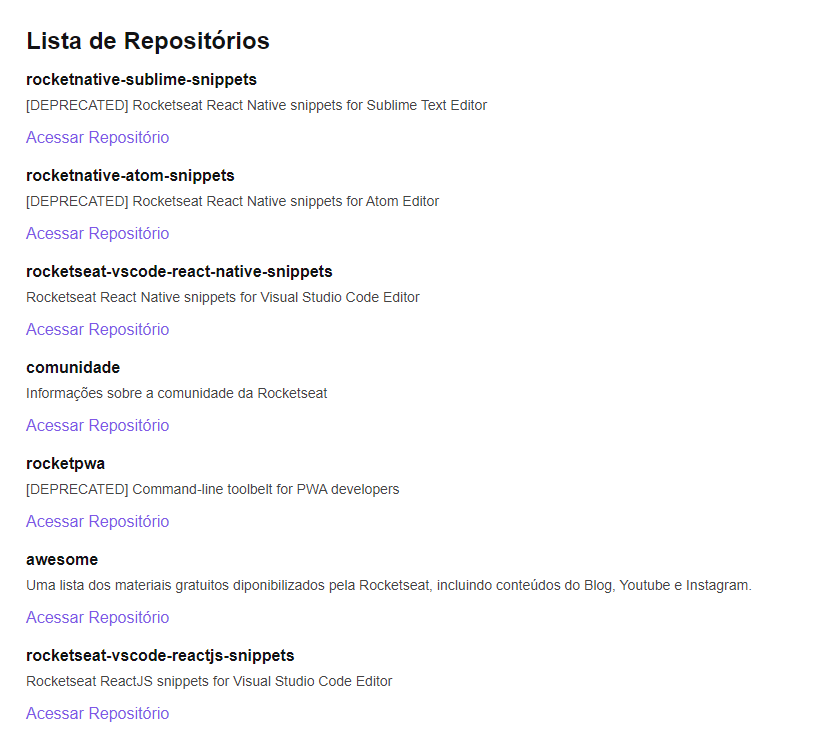 Lista de Repositórios
rocketnative-sublime-snippets
[DEPRECATED] Rocketseat React Native snippets for Sublime Text Editor
Acessar Repositório
rocketnative-atom-snippets
[DEPRECATED] Rocketseat React Native snippets for Atom Editor
Acessar Repositório
rocketseat-vscode-react-native-snippets
Rocketseat React Native snippets for Visual Studio Code Editor
Acessar Repositório
comunidade
Informações sobre a comunidade da Rocketseat
Acessar Repositório
rocketpwa
[DEPRECATED] Command-line toolbelt for PWA developers
Acessar Repositório
awesome
Uma lista dos materiais gratuitos diponibilizados pela Rocketseat, incluindo conteúdos do Blog, Youtube e Instagram.
Acessar Repositório
rocketseat-vscode-reactjs-snippets
Rocketseat ReactJS snippets for Visual Studio Code Editor
Acessar Repositório